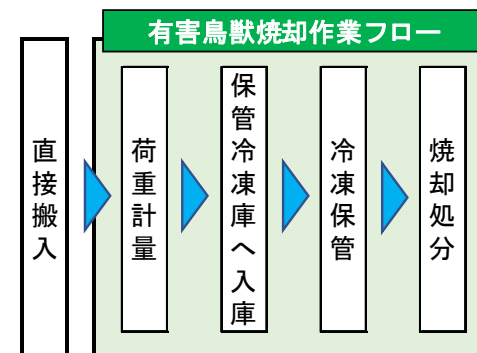 有害鳥獣焼却作業フロー
直接搬入
荷重計量
保管冷凍庫へ入庫
冷凍保管
焼却処分